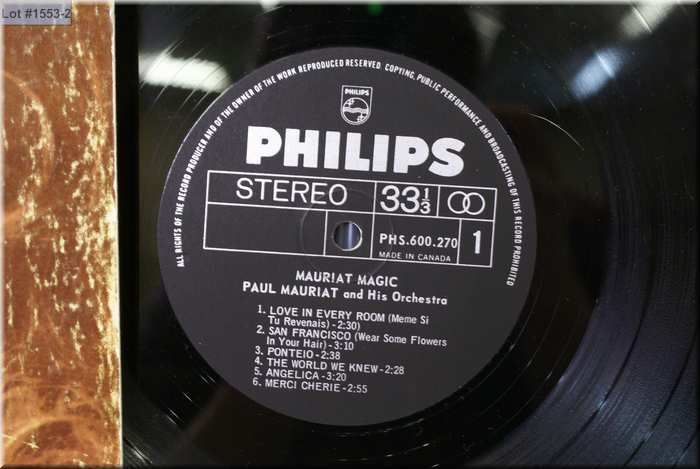 Lot #1553-2
ALL RIGHTS OF THE RECORD PRODUCER AND OF THE OWNER OF THE WORK REPRODUCED RESERVED. COPYING, PUBLIC PERFORMANCE AND BROADCASTING OF THIS RECORD PROHIBITED
PHILIPS
PHILIPS
STEREO 33 1/3
PHS.600.270 1
MADE IN CANADA
MAURIAT MAGIC
PAUL MAURIAT and His Orchestra
1. LOVE IN EVERY ROOM (Meme Si
Tu Revenais) - 2:30)
2. SAN FRANCISCO (Wear Some Flowers
In Your Hair) - 3:10
3. PONTEIO - 2:38
4. THE WORLD WE KNEW - 2:28
5. ANGELICA - 3:20
6. MERCI CHERIE - 2:55